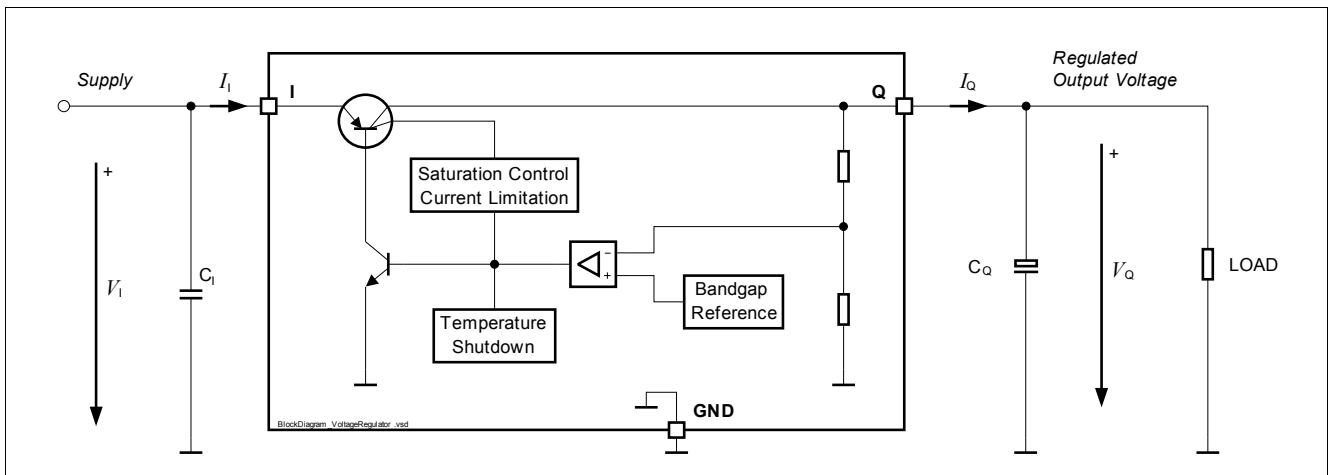 Supply
I_I
I
Q
I_Q
Regulated
Output Voltage
+
V_I
C_I
Saturation Control
Current Limitation
-
+
Bandgap
Reference
Temperature
Shutdown
C_Q
+
V_Q
LOAD
GND
BlockDiagram_VoltageRegulator .vsd